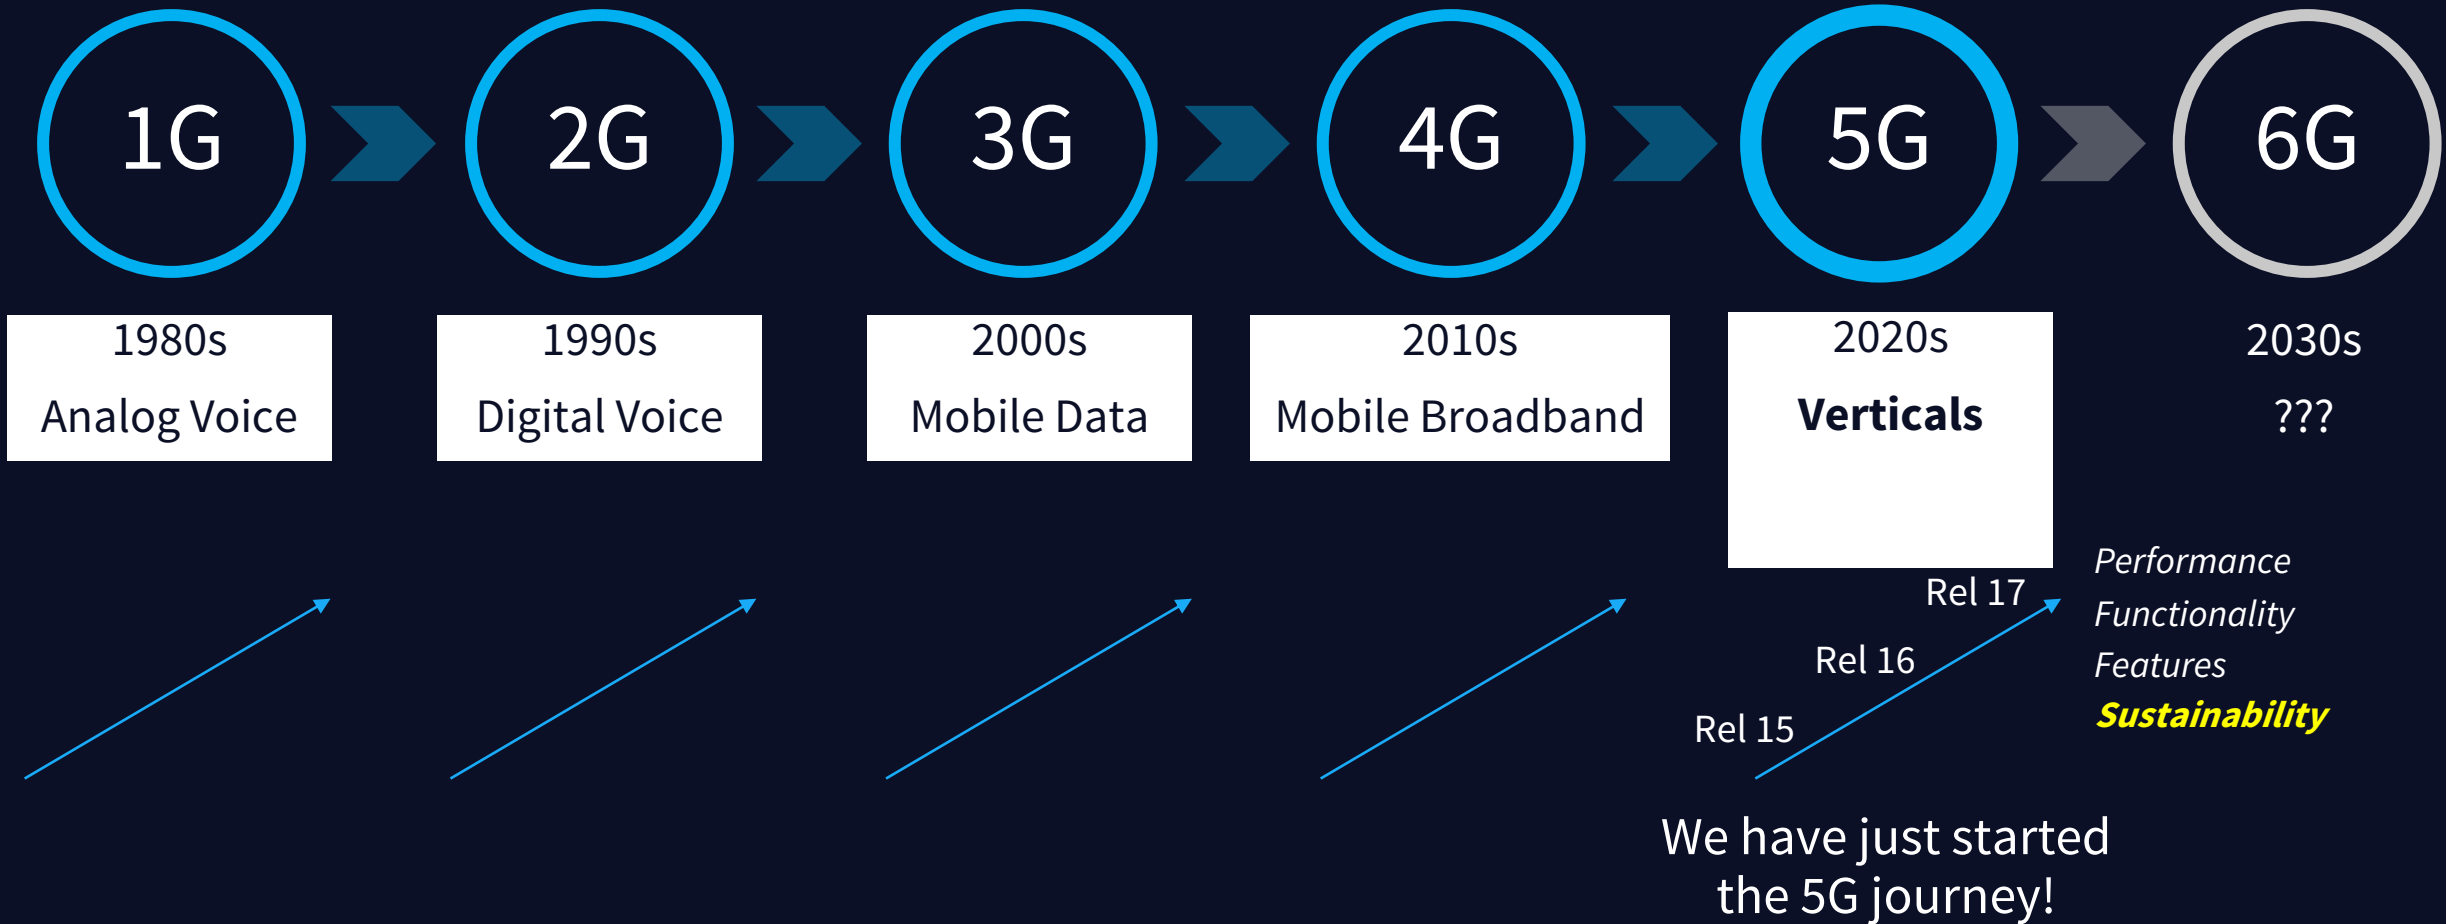 1G
2G
3G
4G
5G
6G
1980s
Analog Voice
1990s
Digital Voice
2000s
Mobile Data
2010s
Mobile Broadband
2020s
Verticals
2030s
???
Rel 17
Rel 16
Rel 15
Performance
Functionality
Features
Sustainability
We have just started
the 5G journey!